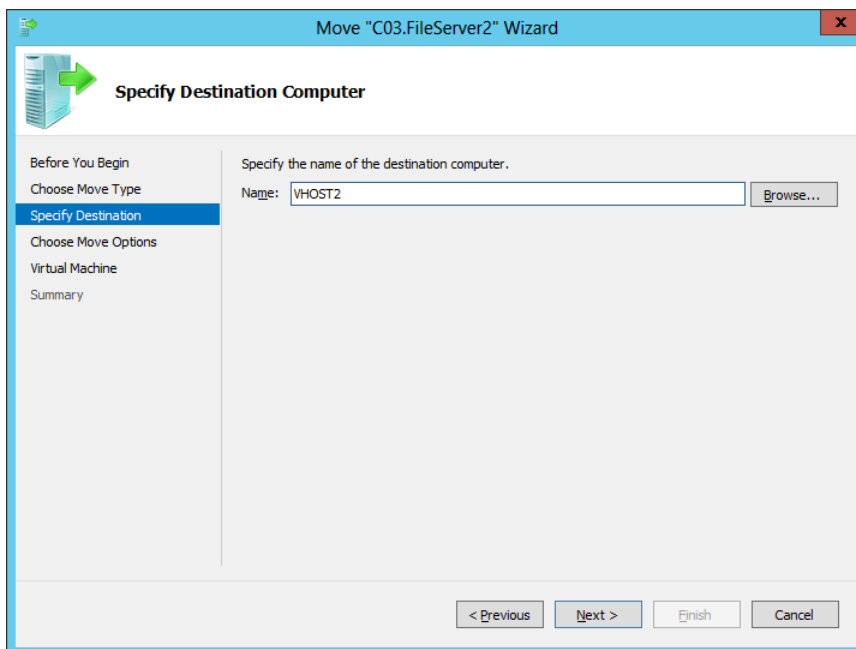 Move "C03.FileServer2" Wizard
x
Specify Destination Computer
Before You Begin
Choose Move Type
Specify Destination
Choose Move Options
Virtual Machine
Summary
Specify the name of the destination computer.
Name: VHOST2 Browse...
< Previous Next > Finish Cancel